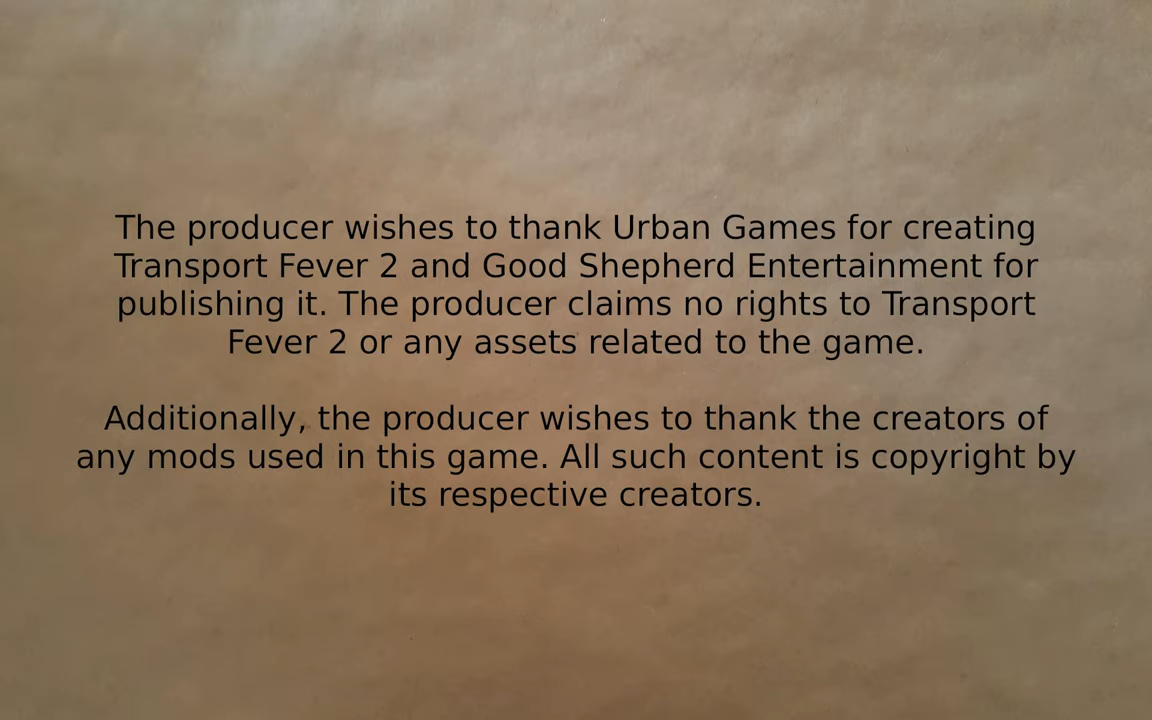 The producer wishes to thank Urban Games for creating
Transport Fever 2 and Good Shepherd Entertainment for
publishing it. The producer claims no rights to Transport
Fever 2 or any assets related to the game.
Additionally, the producer wishes to thank the creators of
any mods used in this game. All such content is copyright by
its respective creators.